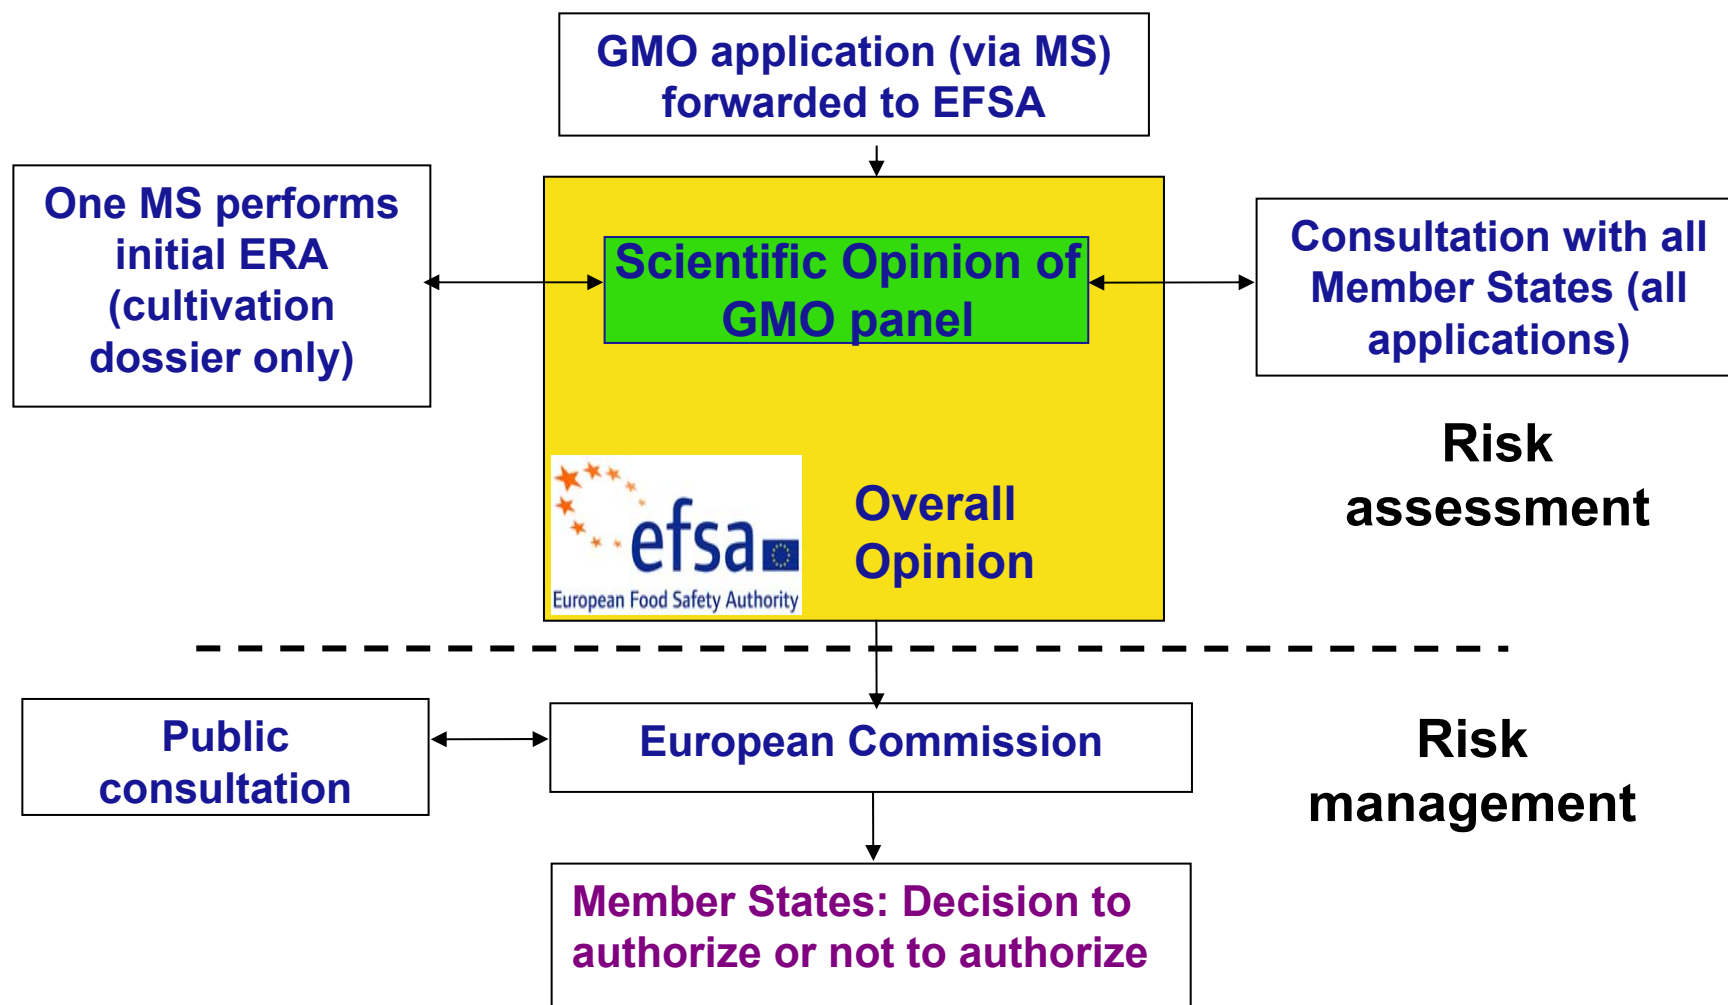 GMO application (via MS)
forwarded to EFSA
One MS performs
initial ERA
(cultivation
dossier only)
Scientific Opinion of
GMO panel
Consultation with all
Member States (all
applications)
Risk
assessment
efsa
European Food Safety Authority
Overall
Opinion
Public
consultation
European Commission
Risk
management
Member States: Decision to
authorize or not to authorize